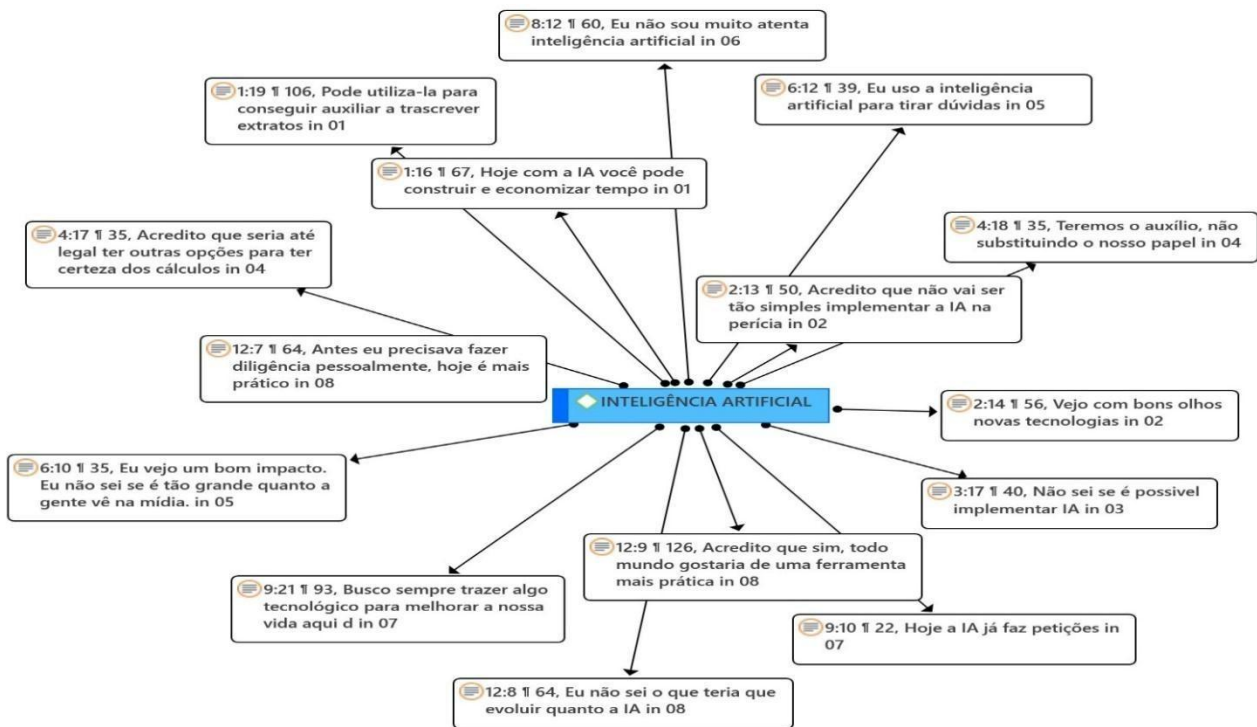 8:12 ¶ 60, Eu não sou muito atenta
inteligência artificial in 06
1:19 ¶ 106, Pode utiliza-la para
conseguir auxiliar a trascrever
extratos in 01
6:12 ¶ 39, Eu uso a inteligência
artificial para tirar dúvidas in 05
1:16 ¶ 67, Hoje com a IA você pode
construir e economizar tempo in 01
4:17 ¶ 35, Acredito que seria até
legal ter outras opções para ter
certeza dos cálculos in 04
4:18 ¶ 35, Teremos o auxílio, não
substituindo o nosso papel in 04
2:13 ¶ 50, Acredito que não vai ser
tão simples implementar a IA na
perícia in 02
12:7 ¶ 64, Antes eu precisava fazer
diligência pessoalmente, hoje é mais
prático in 08
INTELIGÊNCIA ARTIFICIAL
2:14 ¶ 56, Vejo com bons olhos
novas tecnologias in 02
6:10 ¶ 35, Eu vejo um bom impacto.
Eu não sei se é tão grande quanto a
gente vê na mídia. in 05
3:17 ¶ 40, Não sei se é possivel
implementar IA in 03
12:9 ¶ 126, Acredito que sim, todo
mundo gostaria de uma ferramenta
mais prática in 08
9:21 ¶ 93, Busco sempre trazer algo
tecnológico para melhorar a nossa
vida aqui d in 07
9:10 ¶ 22, Hoje a IA já faz petições in
07
12:8 ¶ 64, Eu não sei o que teria que
evoluir quanto a IA in 08